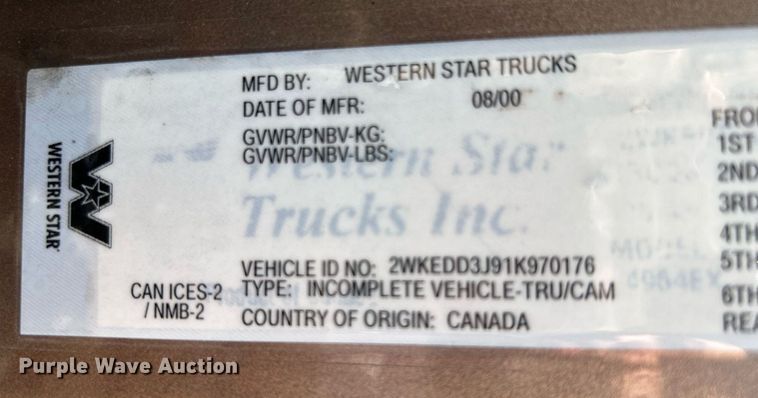 MFD BY: WESTERN STAR TRUCKS
DATE OF MFR: 08/00
GVWR/PNBV-KG:
GVWR/PNBV-LBS:
Western Star
Trucks Inc.
WESTERN STAR
VEHICLE ID NO: 2WKEDD3J91K970176
CAN ICES-2 / NMB-2
TYPE: INCOMPLETE VEHICLE-TRU/CAM
COUNTRY OF ORIGIN: CANADA
FRO
1ST
2ND
3RD
4TH
5TH
6TH
REA
MODEL
4964EX
Purple Wave Auction